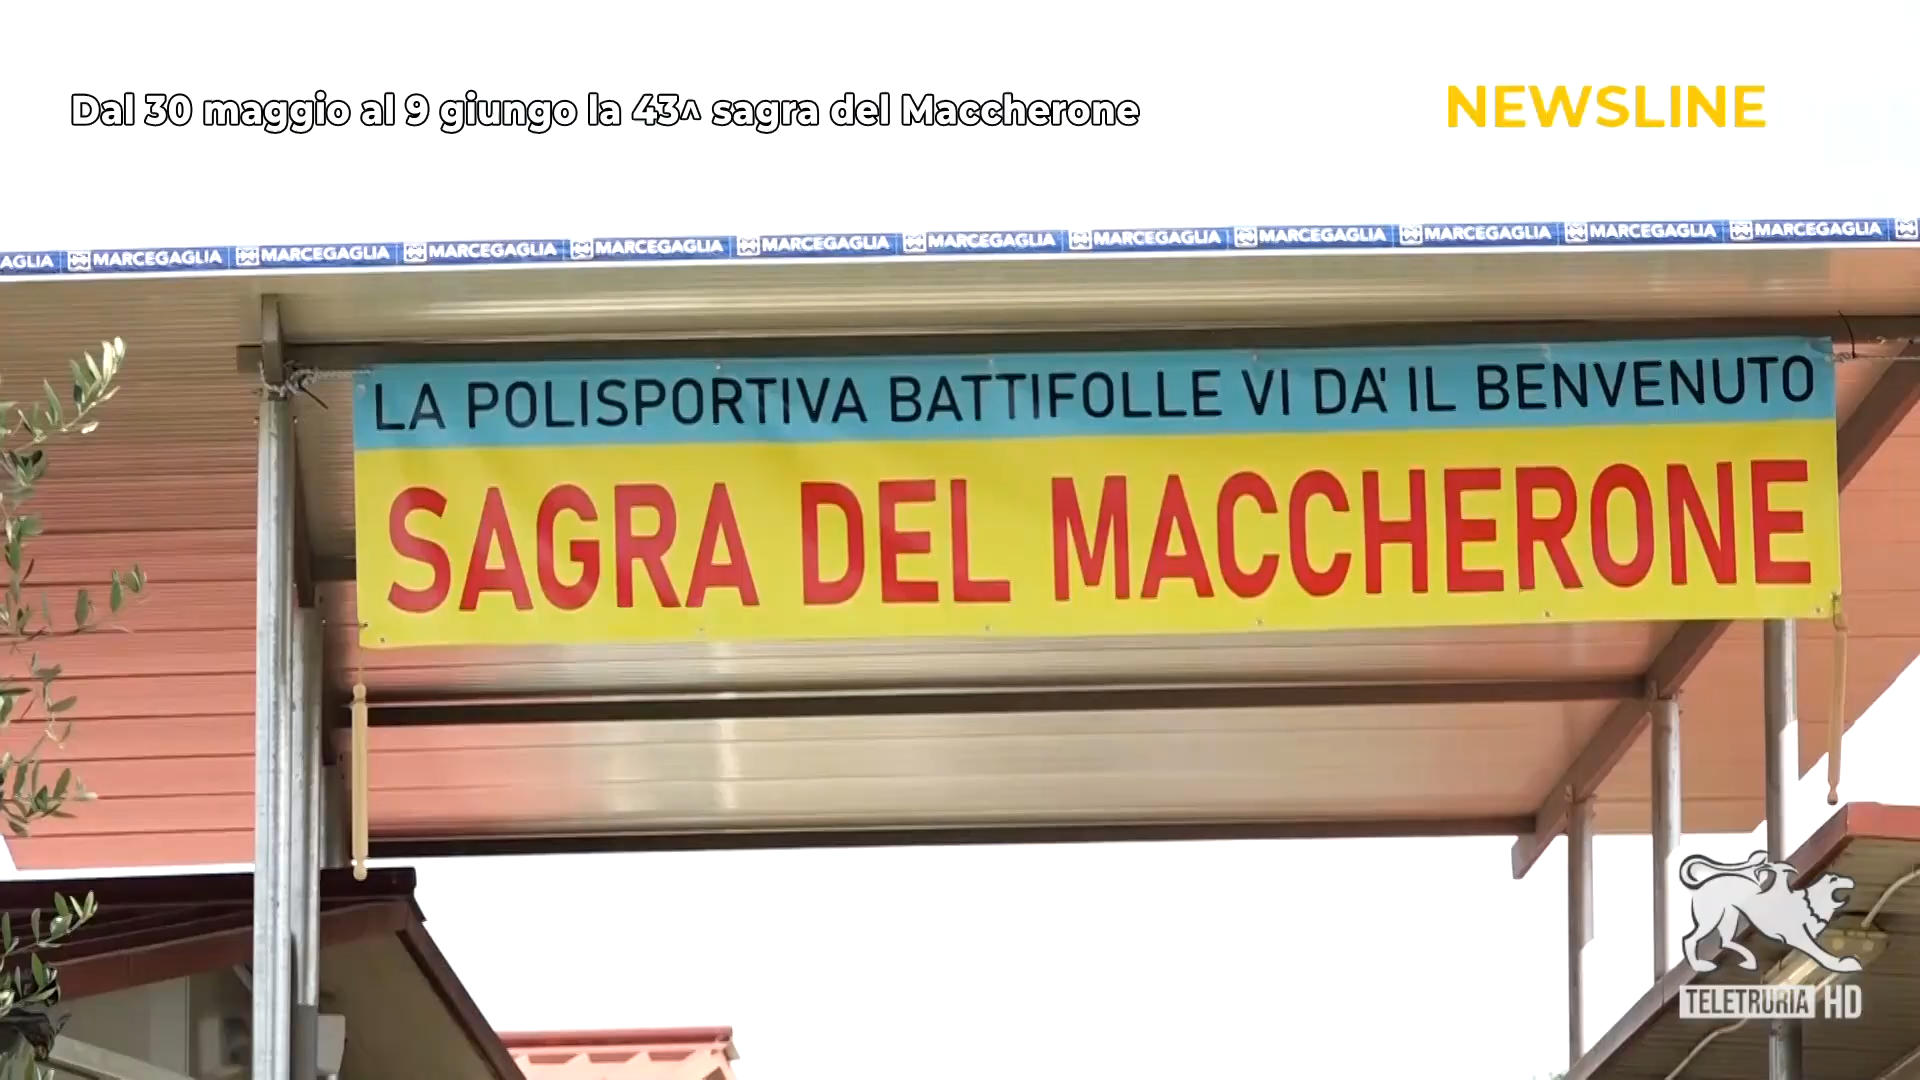 Dal 30 maggio al 9 giungo la 43^ sagra del Maccherone
NEWSLINE
AGLIA MARCEGAGLIA MARCEGAGLIA MARCEGAGLIA MARCEGAGLIA MARCEGAGLIA MARCEGAGLIA MARCEGAGLIA MARCEGAGLIA MARCEGAGLIA MARCEGAGLIA MARCEGAGLIA
LA POLISPORTIVA BATTIFOLLE VI DA' IL BENVENUTO
SAGRA DEL MACCHERONE
TELETRURIA HD